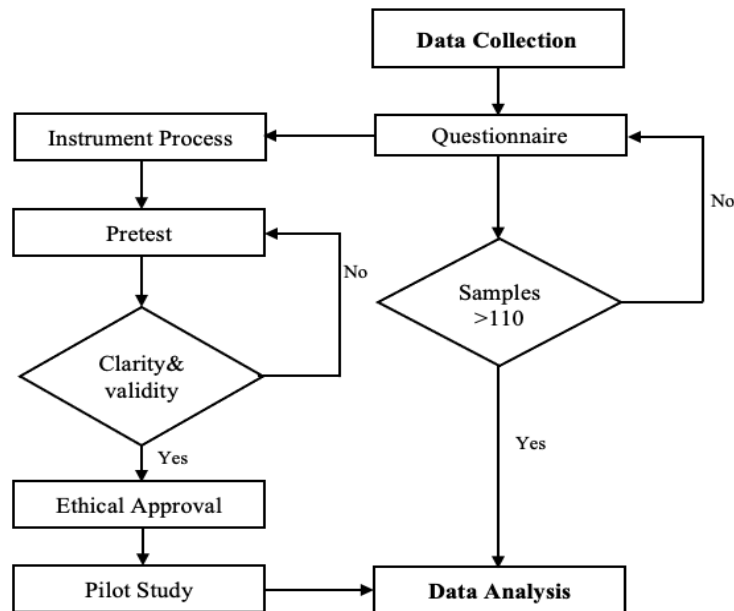 Data Collection
Instrument Process
Questionnaire
No
Pretest
No
Samples
>110
Clarity&
validity
Yes
Yes
Ethical Approval
Pilot Study
Data Analysis